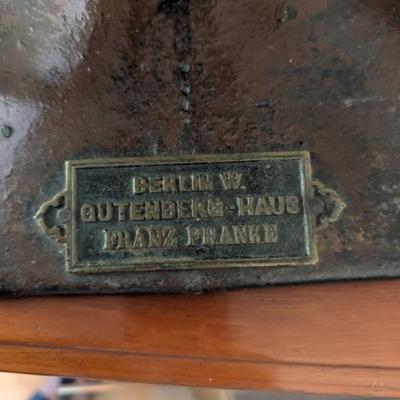 BERLIN W.
GUTENBERG-HAUS
FRANZ FRANKE